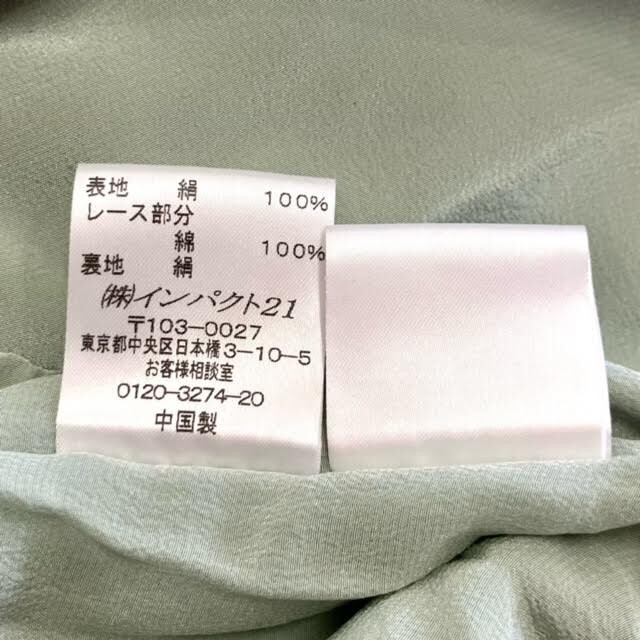 表地 絹 100%
レース部分
綿 100%
裏地 絹
(株)インパクト21
〒103-0027
東京都中央区日本橋3-10-5
お客様相談室
0120-3274-20
中国製